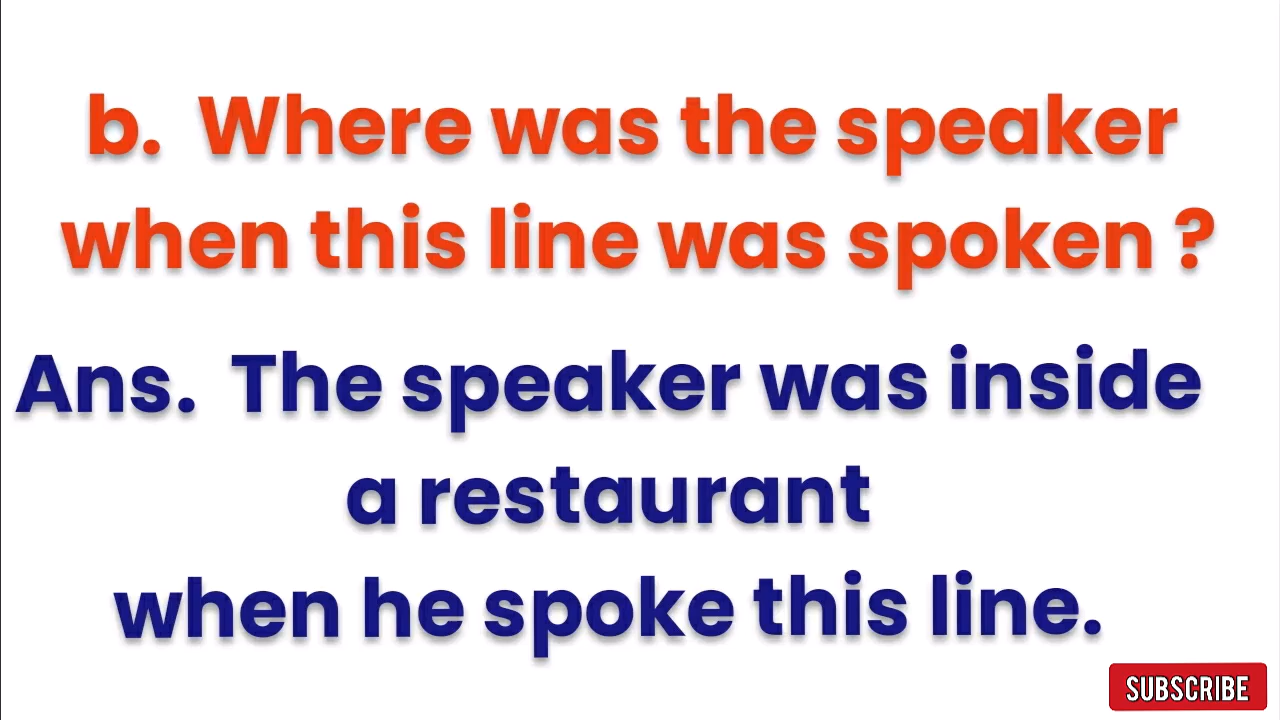 b. Where was the speaker
when this line was spoken ?
Ans. The speaker was inside
a restaurant
when he spoke this line.
SUBSCRIBE